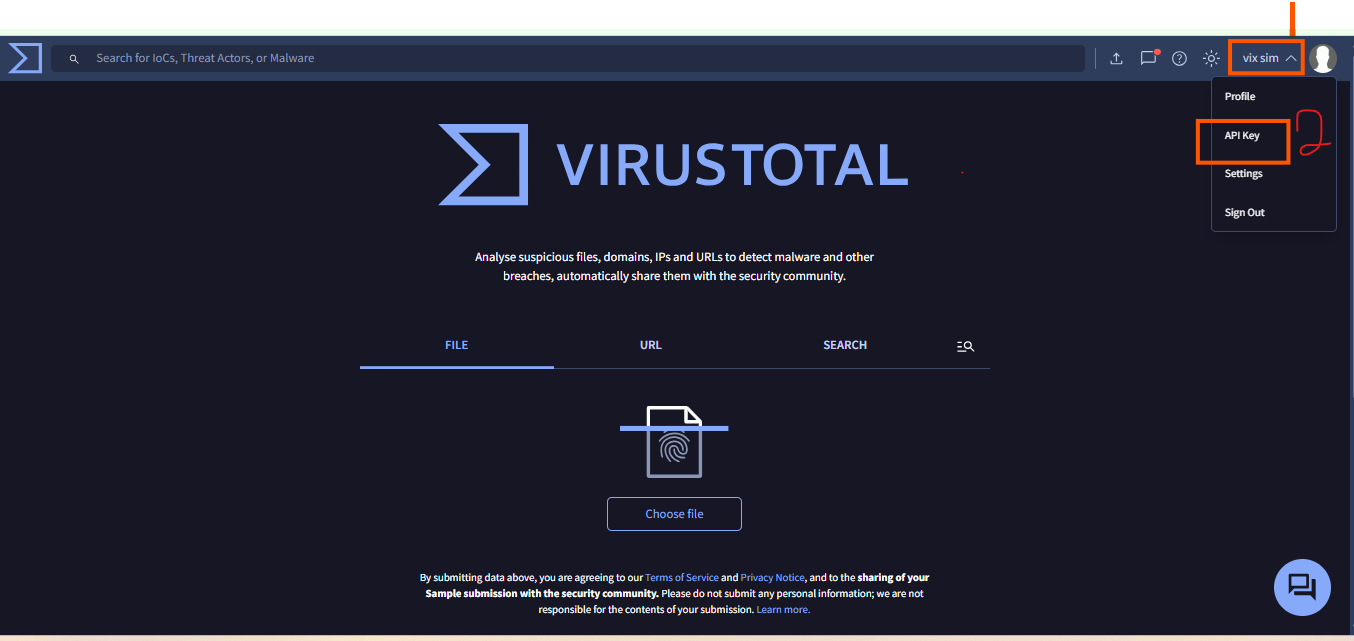 Search for IoCs, Threat Actors, or Malware
vix sim
Profile
API Key
2
Settings
Sign Out
VIRUSTOTAL
Analyse suspicious files, domains, IPs and URLs to detect malware and other
breaches, automatically share them with the security community.
FILE URL SEARCH
Choose file
By submitting data above, you are agreeing to our Terms of Service and Privacy Notice, and to the sharing of your
Sample submission with the security community. Please do not submit any personal information; we are not
responsible for the contents of your submission. Learn more.